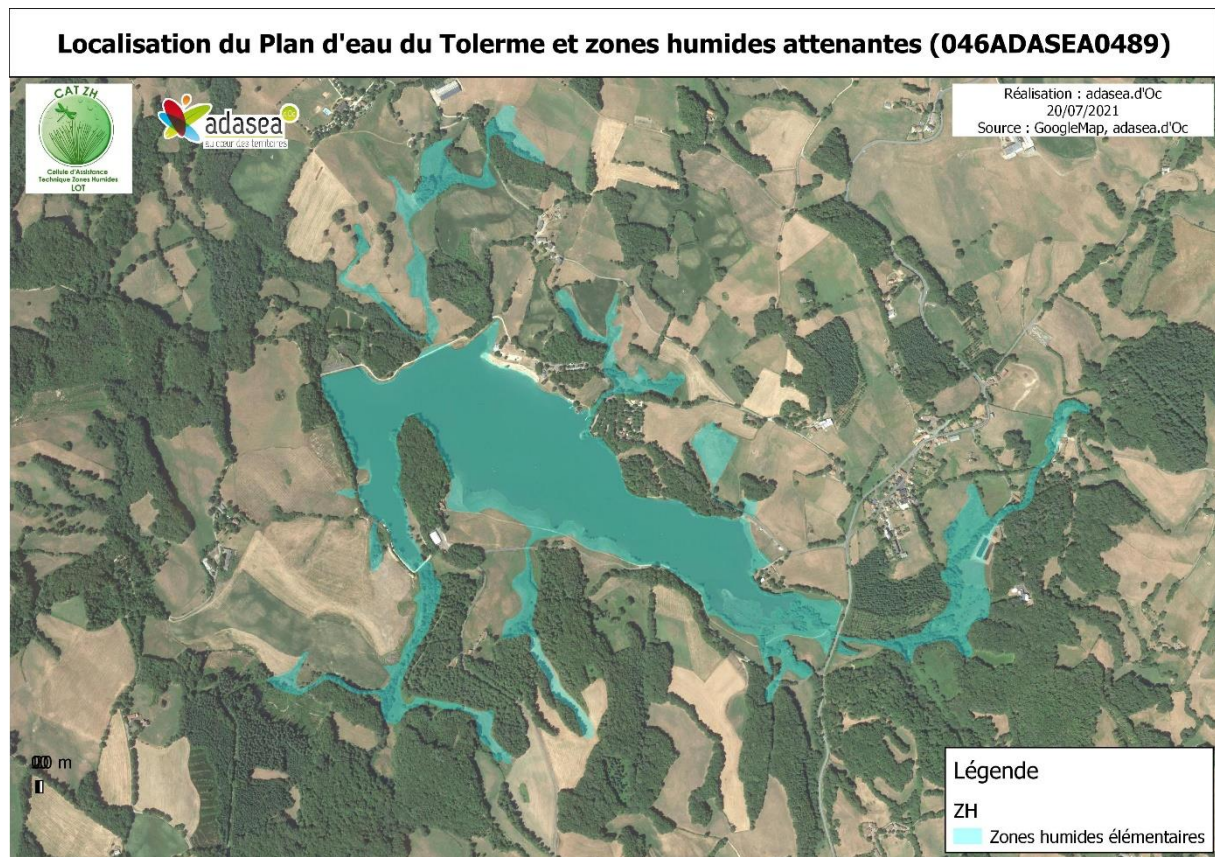 Localisation du Plan d'eau du Tolerme et zones humides attenantes (046ADASEA0489)
CAT ZH
Cellule d'Assistance
Technique Zones Humides
LOT
adasea
au cœur des territoires
Réalisation : adasea.d'Oc
20/07/2021
Source : GoogleMap, adasea.d'Oc
m
Légende
ZH
Zones humides élémentaires